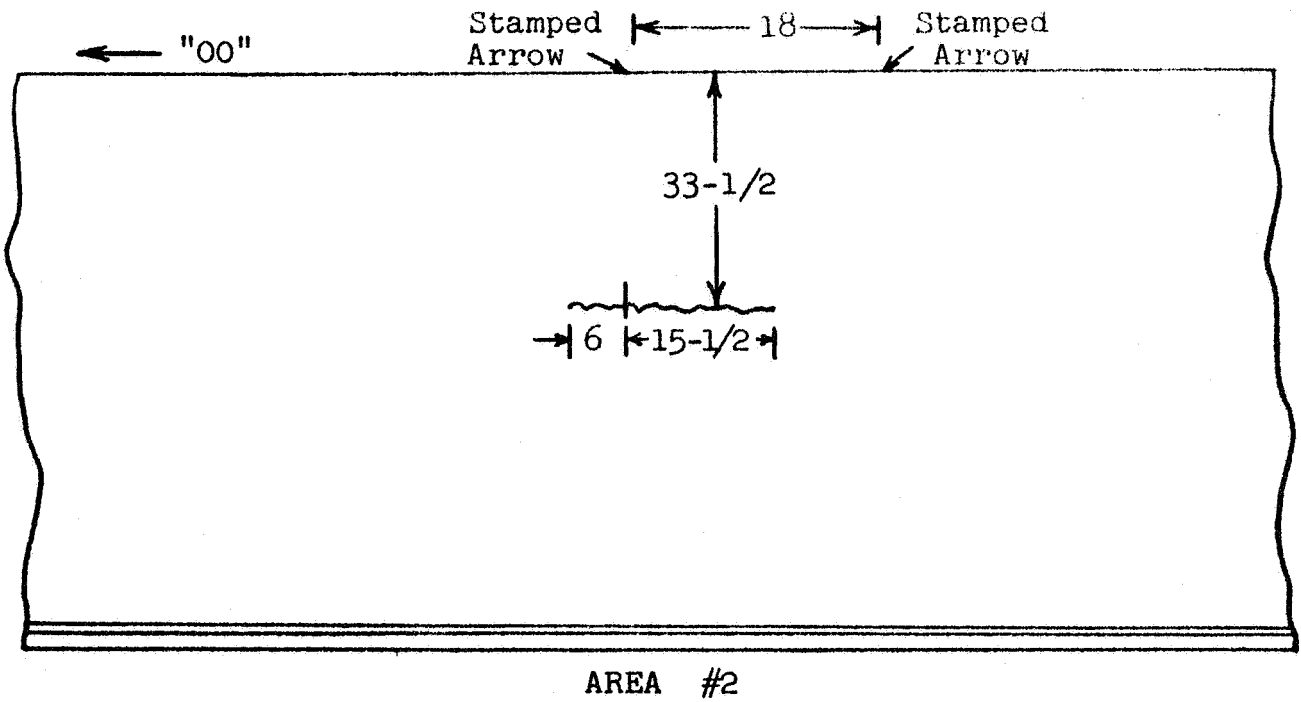 "OO"
Stamped
Arrow
18
Stamped
Arrow
33-1/2
6
15-1/2
AREA #2